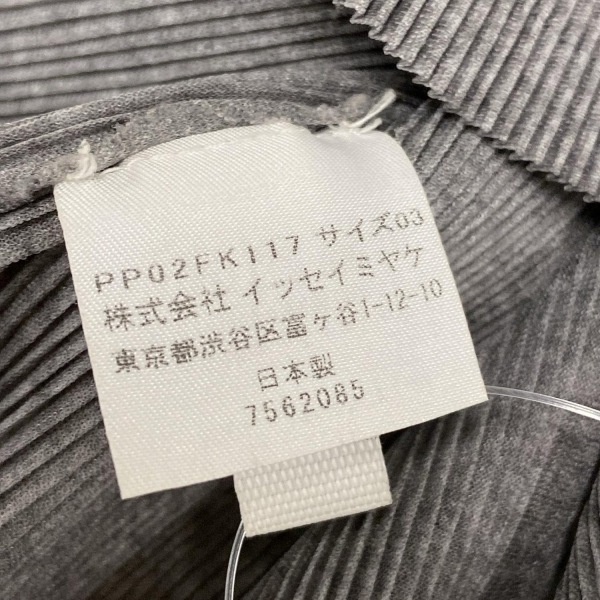 PP02FK117 サイズ03
株式会社 イッセイミヤケ
東京都渋谷区富ヶ谷1-12-10
日本製
7562085